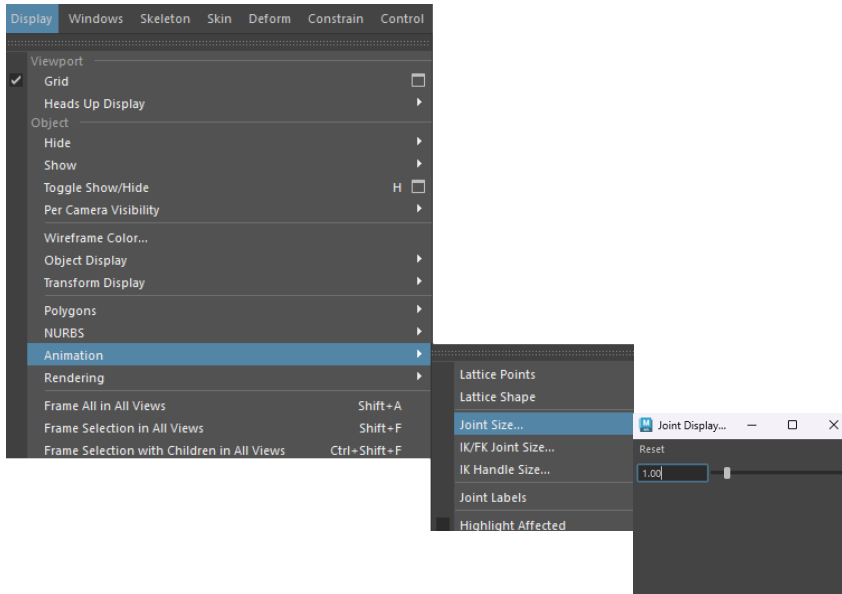 Display Windows Skeleton Skin Deform Constrain Control
Viewport
Grid
Heads Up Display
Object
Hide
Show
Toggle Show/Hide H
Per Camera Visibility
Wireframe Color...
Object Display
Transform Display
Polygons
NURBS
Animation
Rendering
Frame All in All Views Shift+A
Frame Selection in All Views Shift+F
Frame Selection with Children in All Views Ctrl+Shift+F
Lattice Points
Lattice Shape
Joint Size...
IK/FK Joint Size...
IK Handle Size...
Joint Labels
Highlight Affected
M Joint Display...
Reset
1.00